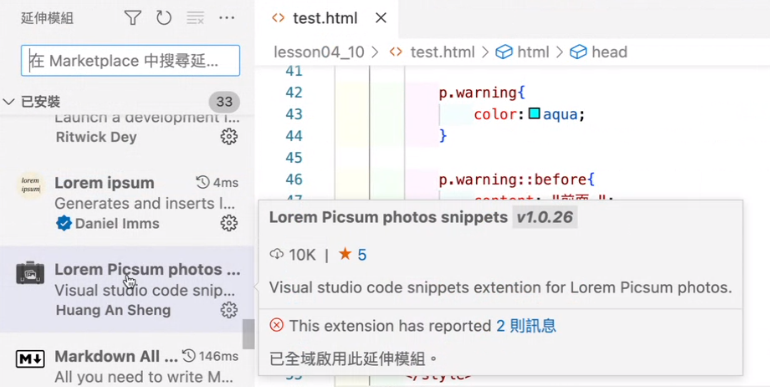 延伸模組
在 Marketplace 中搜尋延...
已安裝 33
Launch a development l...
Ritwick Dey
lorem
ipsum
Lorem ipsum 4ms
Generates and inserts l...
Daniel Imms
Lorem Picsum photos ...
Visual studio code snip...
Huang An Sheng
Markdown All ... 146ms
All you need to write M...
test.html
lesson04_10 > test.html > html > head
41
42 p.warning{
43 color: aqua;
44 }
45
46 p.warning::before{
47 content: "前面";
Lorem Picsum photos snippets v1.0.26
10K | 5
Visual studio code snippets extention for Lorem Picsum photos.
This extension has reported 2 則訊息
已全域啟用此延伸模組。
</style>